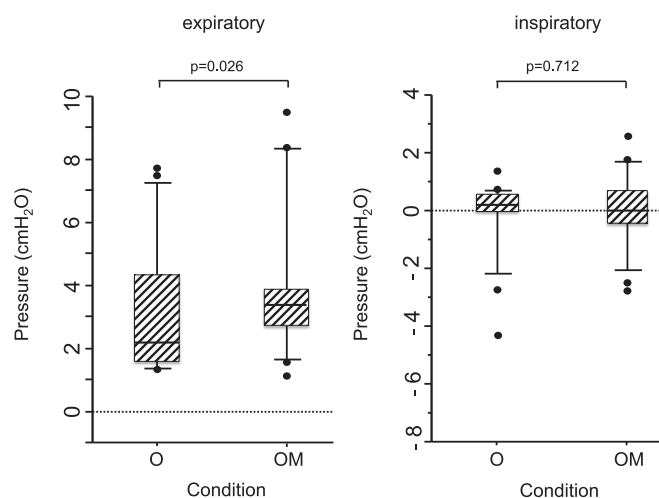 expiratory
p=0.026
Pressure (cmH₂O)
10
8
6
4
2
0
O OM
Condition
inspiratory
p=0.712
Pressure (cmH₂O)
4
2
0
- 2
- 4
- 6
- 8
O OM
Condition